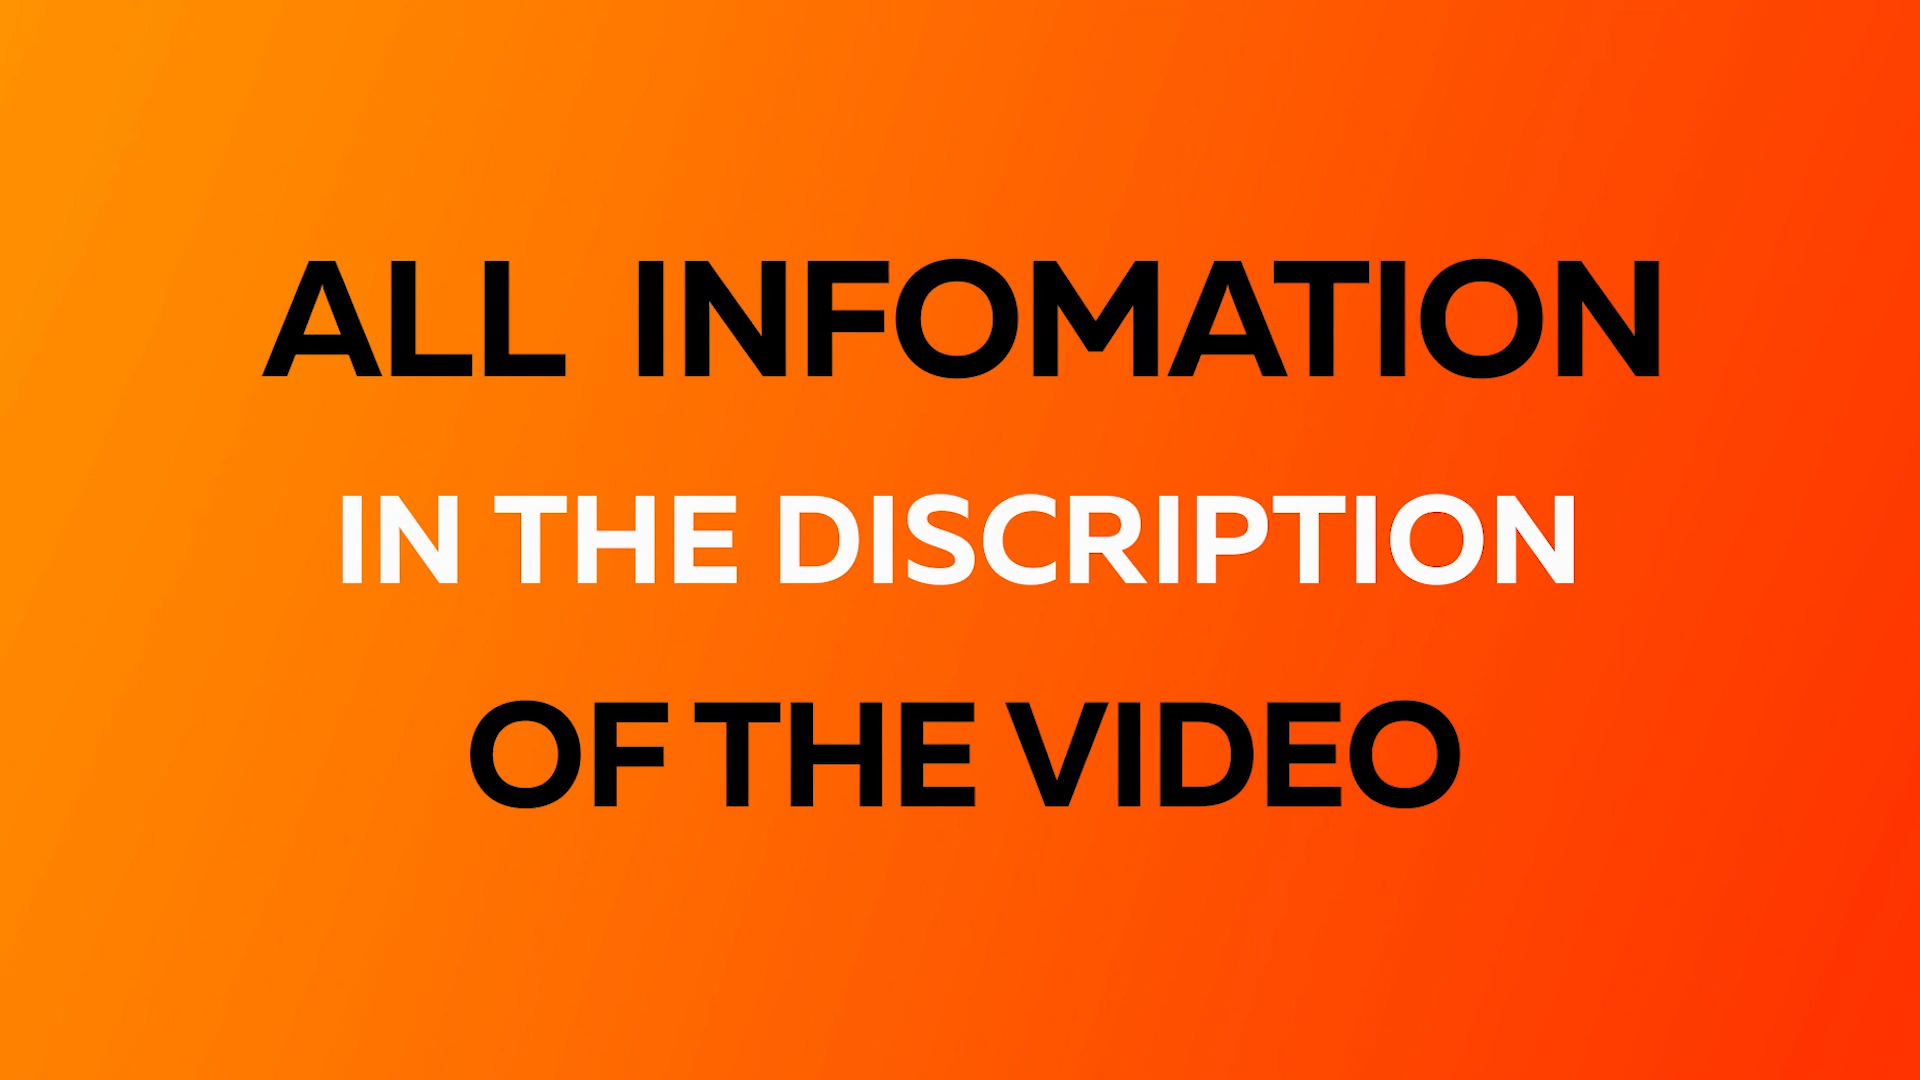 ALL INFOMATION
IN THE DISCRIPTION
OF THE VIDEO